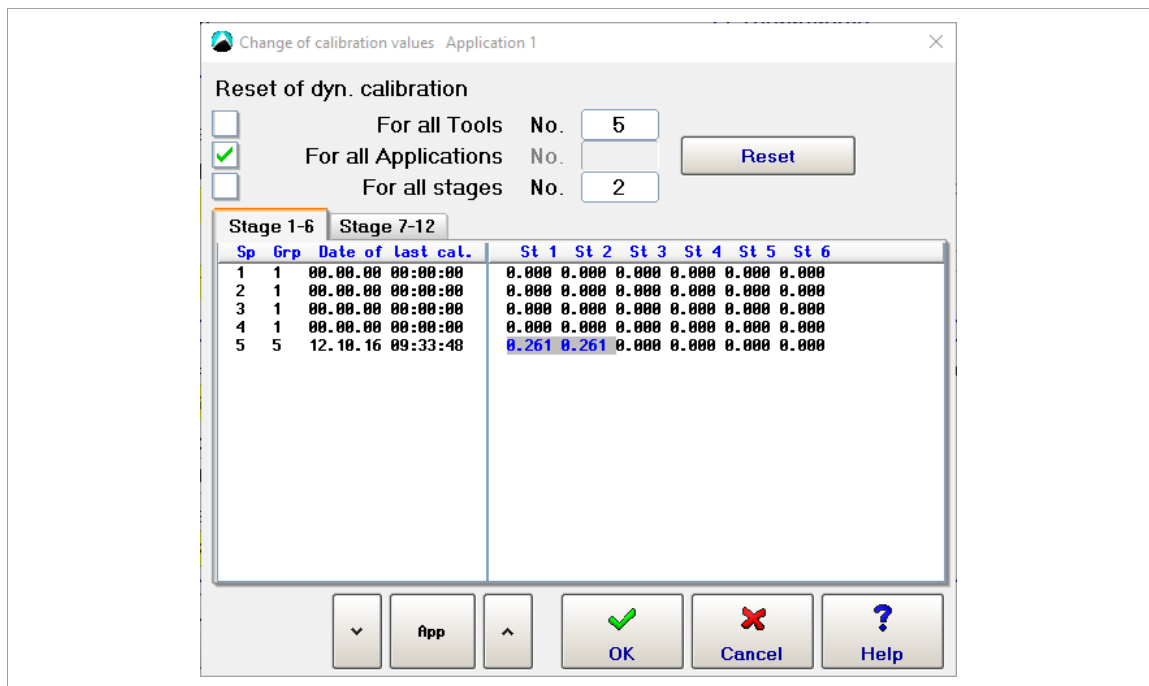 Change of calibration values Application 1
Reset of dyn. calibration
For all Tools No. 5
For all Applications No.
Reset
For all stages No. 2
Stage 1-6 Stage 7-12
Sp Grp Date of last cal. St 1 St 2 St 3 St 4 St 5 St 6
1 1 00.00.00 00:00:00 0.000 0.000 0.000 0.000 0.000 0.000
2 1 00.00.00 00:00:00 0.000 0.000 0.000 0.000 0.000 0.000
3 1 00.00.00 00:00:00 0.000 0.000 0.000 0.000 0.000 0.000
4 1 00.00.00 00:00:00 0.000 0.000 0.000 0.000 0.000 0.000
5 5 12.10.16 09:33:48 0.261 0.261 0.000 0.000 0.000 0.000
App
OK Cancel Help